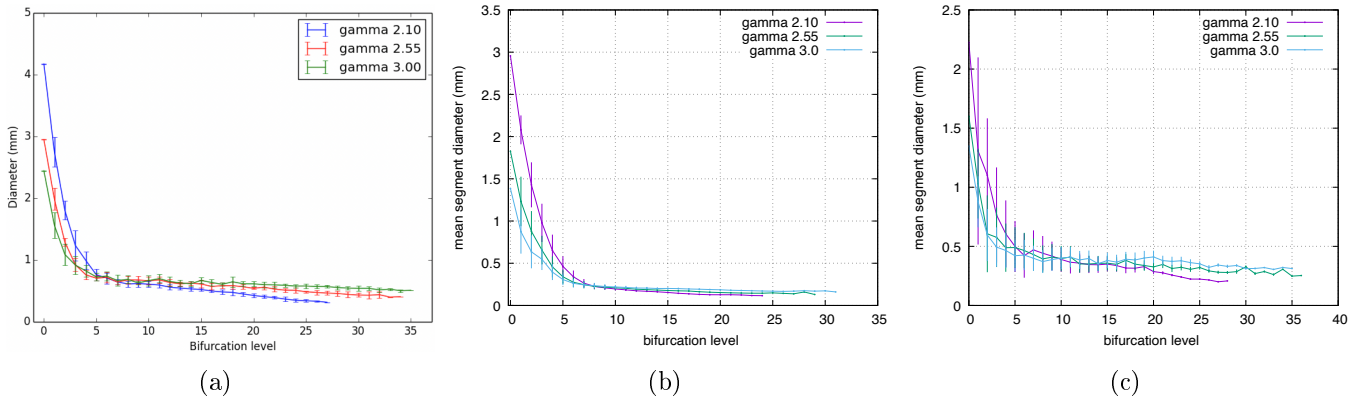 5
4
3
2
1
0
Diameter (mm)
gamma 2.10
gamma 2.55
gamma 3.00
0 5 10 15 20 25 30 35
Bifurcation level
(a)
3.5
3
2.5
2
1.5
1
0.5
0
mean segment diameter (mm)
gamma 2.10
gamma 2.55
gamma 3.0
0 5 10 15 20 25 30 35
bifurcation level
(b)
2.5
2
1.5
1
0.5
0
mean segment diameter (mm)
gamma 2.10
gamma 2.55
gamma 3.0
0 5 10 15 20 25 30 35 40
bifurcation level
(c)